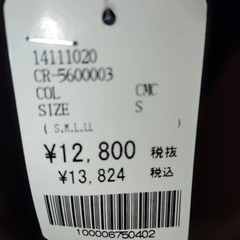 14111020
CR-5600003
COL CMC
SIZE S
( S.M.L.LL )
¥12,800 税抜
¥13,824 税込
100006750402